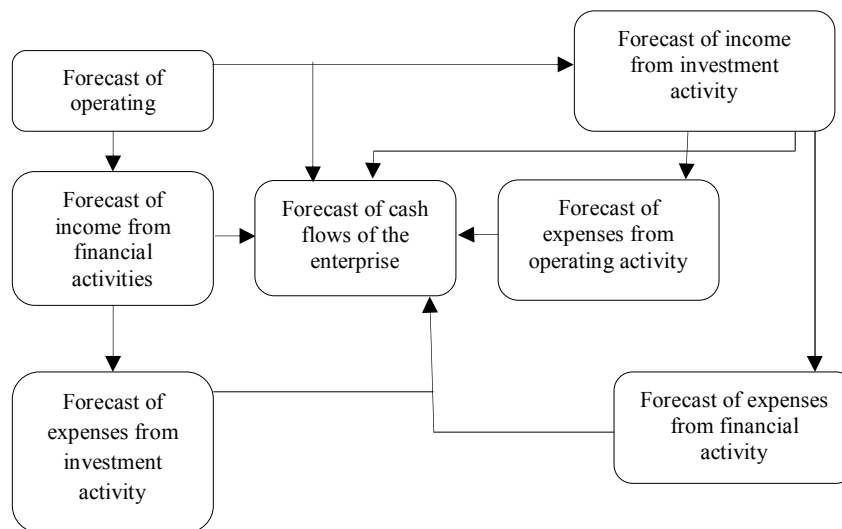 Forecast of
operating
Forecast of income
from investment
activity
Forecast of
income from
financial
activities
Forecast of cash
flows of the
enterprise
Forecast of
expenses from
operating activity
Forecast of
expenses from
investment
activity
Forecast of expenses
from financial
activity